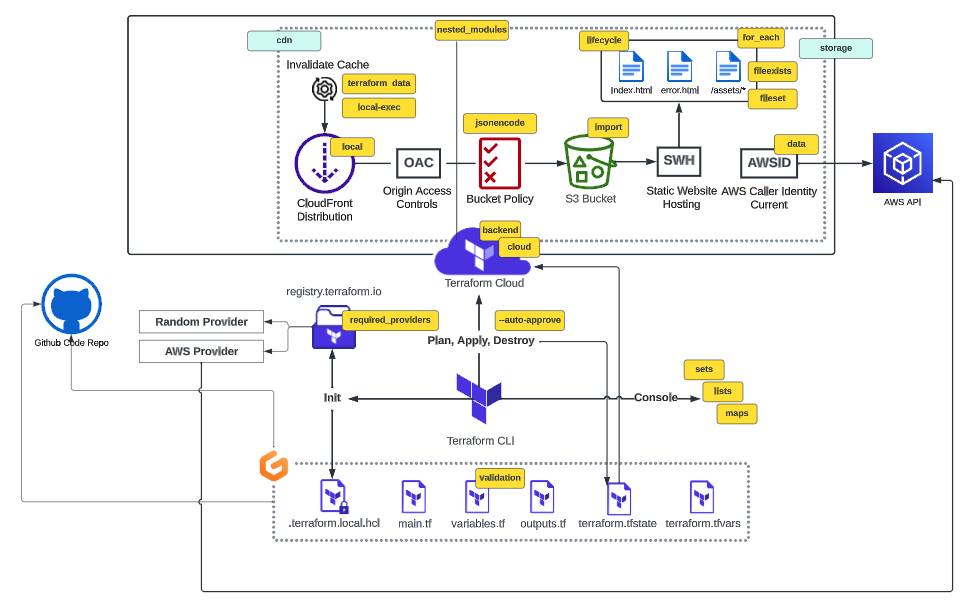 nested_modules
cdn
storage
lifecycle
for_each
Invalidate Cache
terraform_data
local-exec
Index.html
error.html
/assets/*
fileexists
fileset
jsonencode
Import
local
data
OAC
SWH
AWSID
CloudFront
Distribution
Origin Access
Controls
Bucket Policy
S3 Bucket
Static Website
Hosting
AWS Caller Identity
Current
AWS API
backend
cloud
Terraform Cloud
registry.terraform.io
Github Code Repo
Random Provider
AWS Provider
required_providers
--auto-approve
Plan, Apply, Destroy
Init
Console
sets
lists
maps
Terraform CLI
validation
.terraform.local.hcl
main.tf
variables.tf
outputs.tf
terraform.tfstate
terraform.tfvars